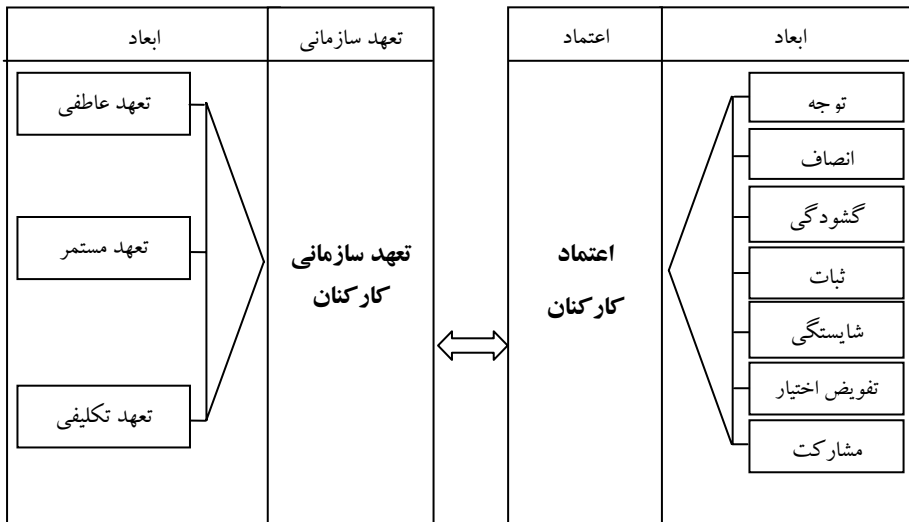 ابعاد
اعتماد
تعهد سازمانی
ابعاد
توجه
انصاف
گشودگی
ثبات
شایستگی
تفویض اختیار
مشارکت
اعتماد
کارکنان
تعهد سازمانی
کارکنان
تعهد عاطفی
تعهد مستمر
تعهد تکلیفی